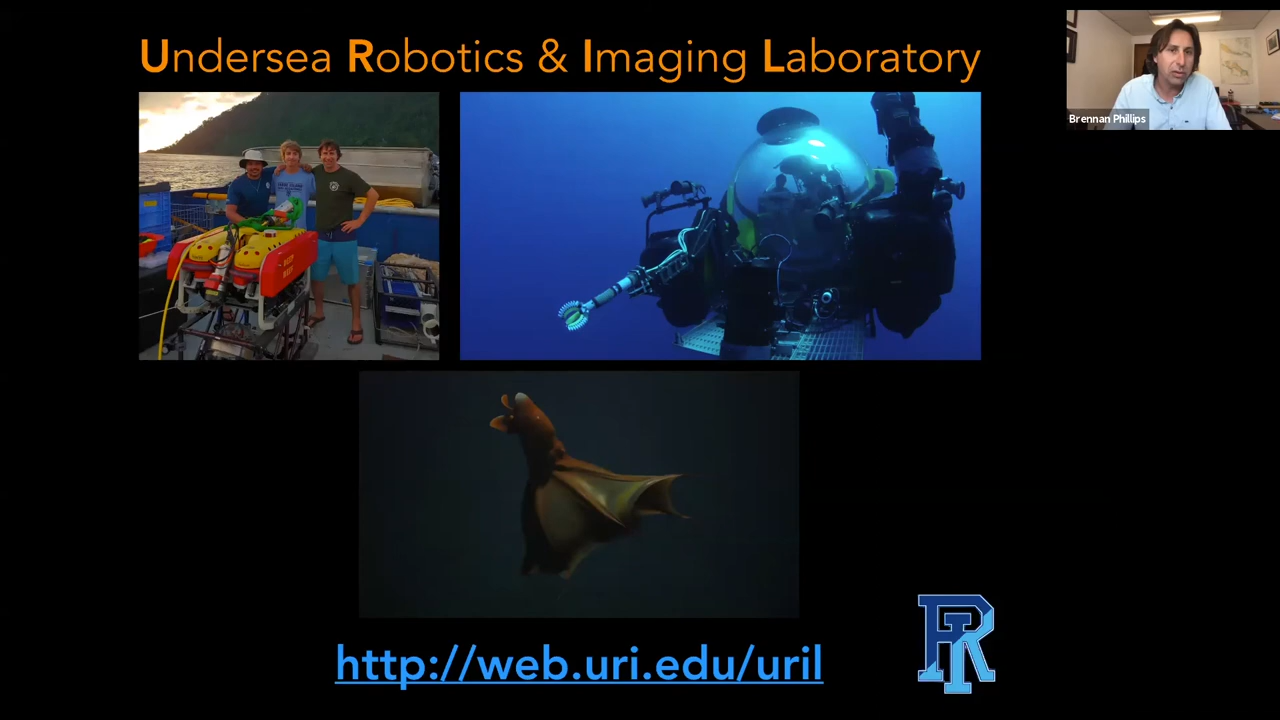 Undersea Robotics & Imaging Laboratory
Brennan Phillips
http://web.uri.edu/uril
RI